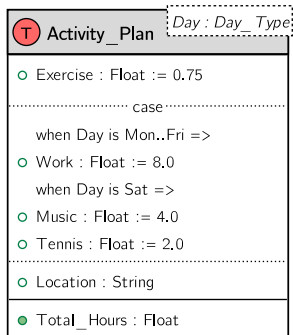 Day : Day_Type
T Activity_Plan
Exercise : Float := 0.75
case
when Day is Mon..Fri =>
Work : Float := 8.0
when Day is Sat =>
Music : Float := 4.0
Tennis : Float := 2.0
Location : String
Total_Hours : Float